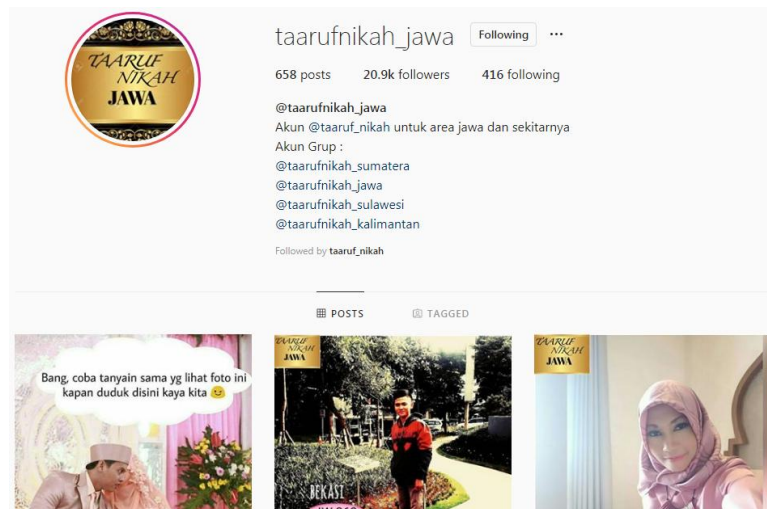 TAARUF
NIKAH
JAWA
taarufnikah_jawa Following ...
658 posts 20.9k followers 416 following
@taarufnikah_jawa
Akun @taaruf_nikah untuk area jawa dan sekitarnya
Akun Grup :
@taarufnikah_sumatera
@taarufnikah_jawa
@taarufnikah_sulawesi
@taarufnikah_kalimantan
Followed by taaruf_nikah
POSTS TAGGED
Bang, coba tanyain sama yg lihat foto ini
kapan duduk disini kaya kita 😉
TAARUF
NIKAH
JAWA
BEKASI
TAARUF
NIKAH
JAWA